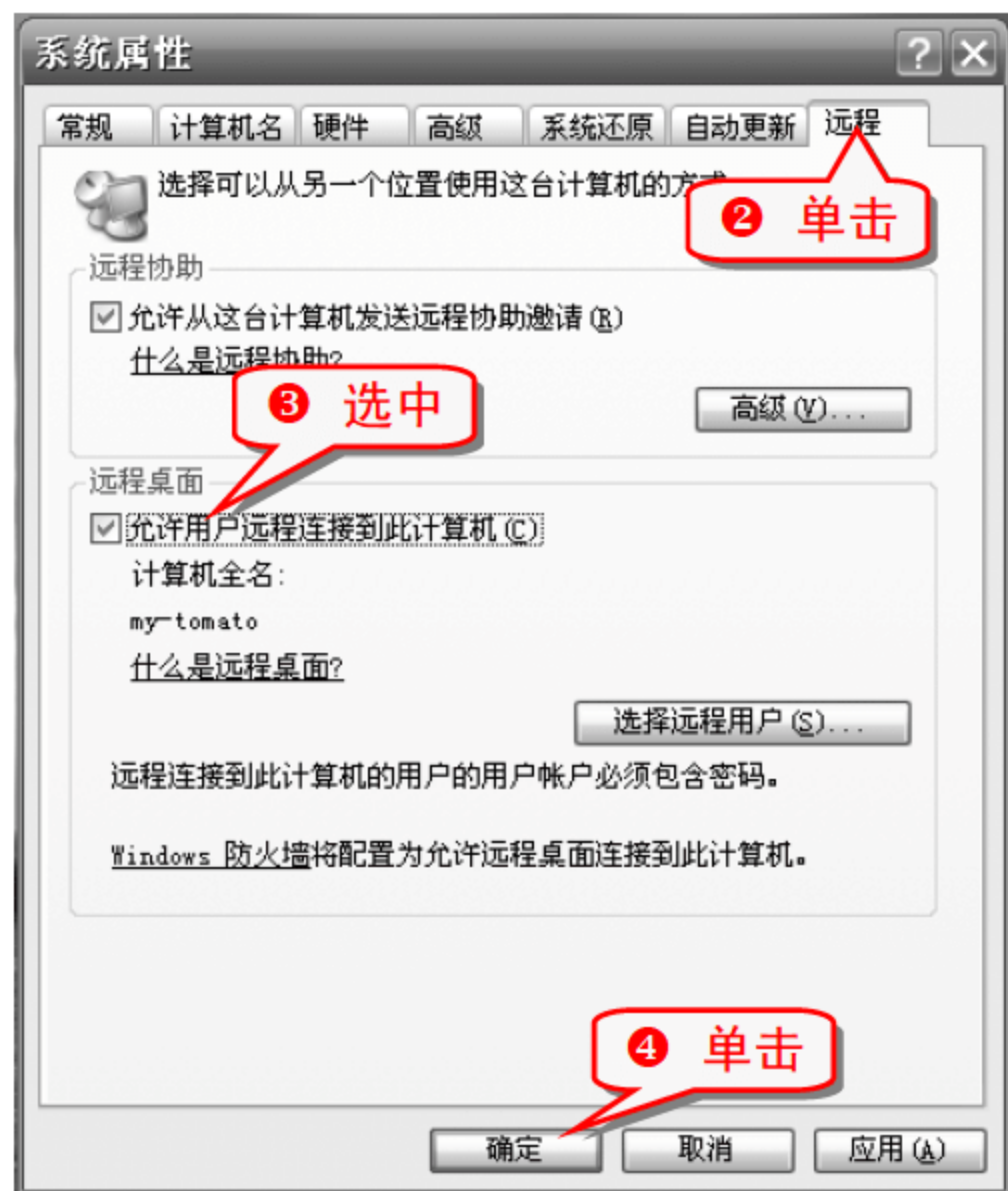 系统属性
常规 计算机名 硬件 高级 系统还原 自动更新 远程
选择可以从另一个位置使用这台计算机的方式
❷ 单击
远程协助
允许从这台计算机发送远程协助邀请(R)
什么是远程协助?
❸ 选中
高级(V)...
远程桌面
允许用户远程连接到此计算机(C)
计算机全名:
my-tomato
什么是远程桌面?
选择远程用户(S)...
远程连接到此计算机的用户的用户帐户必须包含密码。
Windows 防火墙将配置为允许远程桌面连接到此计算机。
❹ 单击
确定 取消 应用(A)